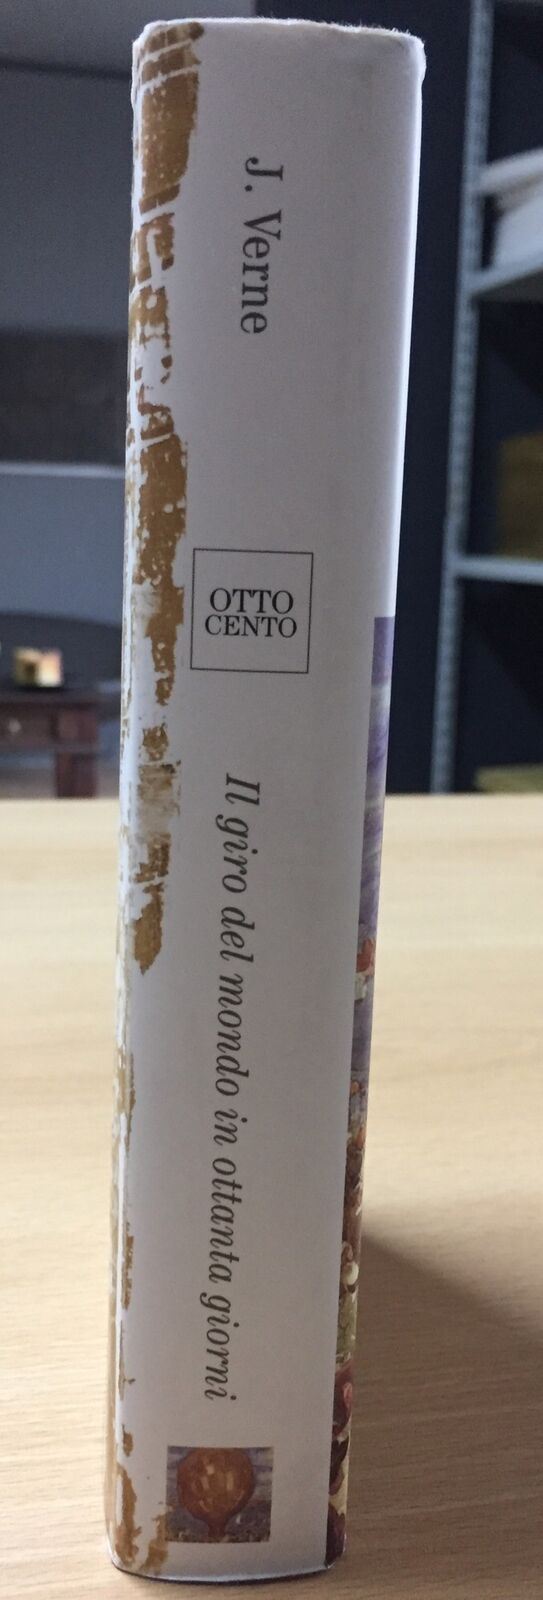 J. Verne
OTTO
CENTO
Il giro del mondo in ottanta giorni